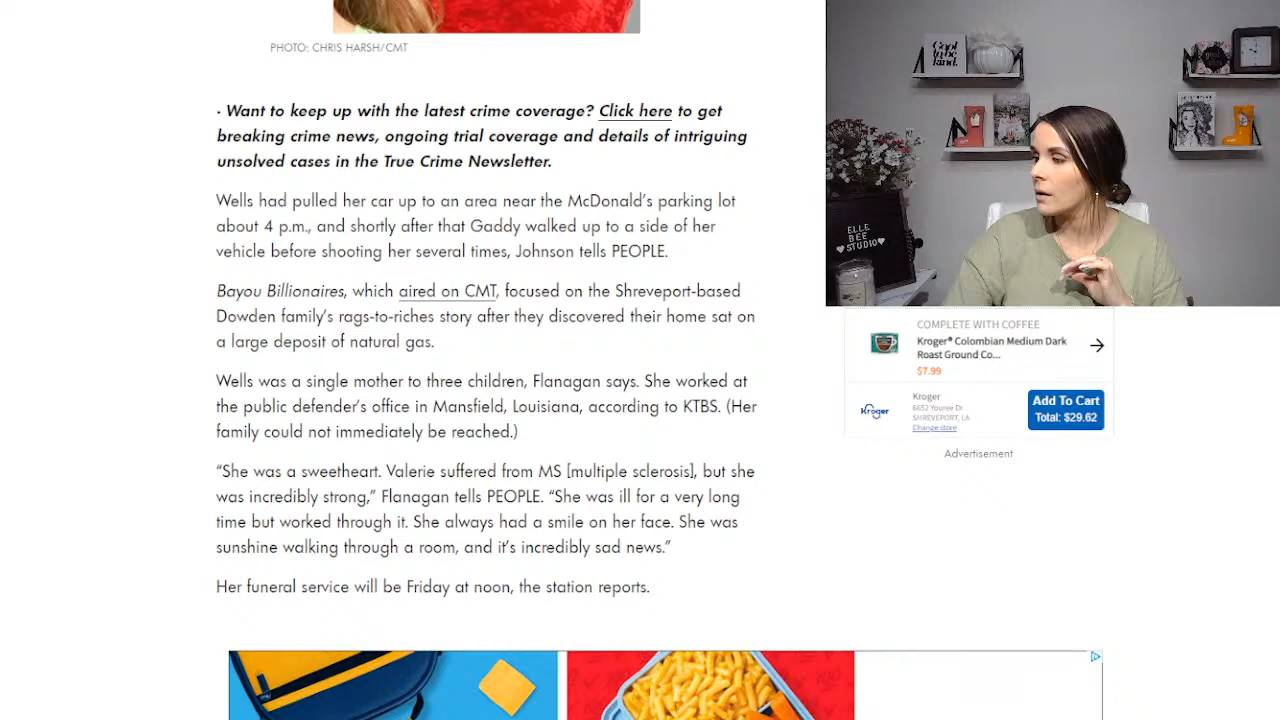 PHOTO: CHRIS HARSH/CMT
· Want to keep up with the latest crime coverage? Click here to get
breaking crime news, ongoing trial coverage and details of intriguing
unsolved cases in the True Crime Newsletter.
Wells had pulled her car up to an area near the McDonald’s parking lot
about 4 p.m., and shortly after that Gaddy walked up to a side of her
vehicle before shooting her several times, Johnson tells PEOPLE.
Bayou Billionaires, which aired on CMT, focused on the Shreveport-based
Dowden family’s rags-to-riches story after they discovered their home sat on
a large deposit of natural gas.
Wells was a single mother to three children, Flanagan says. She worked at
the public defender’s office in Mansfield, Louisiana, according to KTBS. (Her
family could not immediately be reached.)
“She was a sweetheart. Valerie suffered from MS [multiple sclerosis], but she
was incredibly strong,” Flanagan tells PEOPLE. “She was ill for a very long
time but worked through it. She always had a smile on her face. She was
sunshine walking through a room, and it’s incredibly sad news.”
Her funeral service will be Friday at noon, the station reports.
ELLE
BEE
STUDIO
COMPLETE WITH COFFEE
Kroger® Colombian Medium Dark
Roast Ground Co...
$7.99
Kroger
Kroger
6652 Youree Dr
SHREVEPORT, LA
Change store
Add To Cart
Total: $29.62
Advertisement